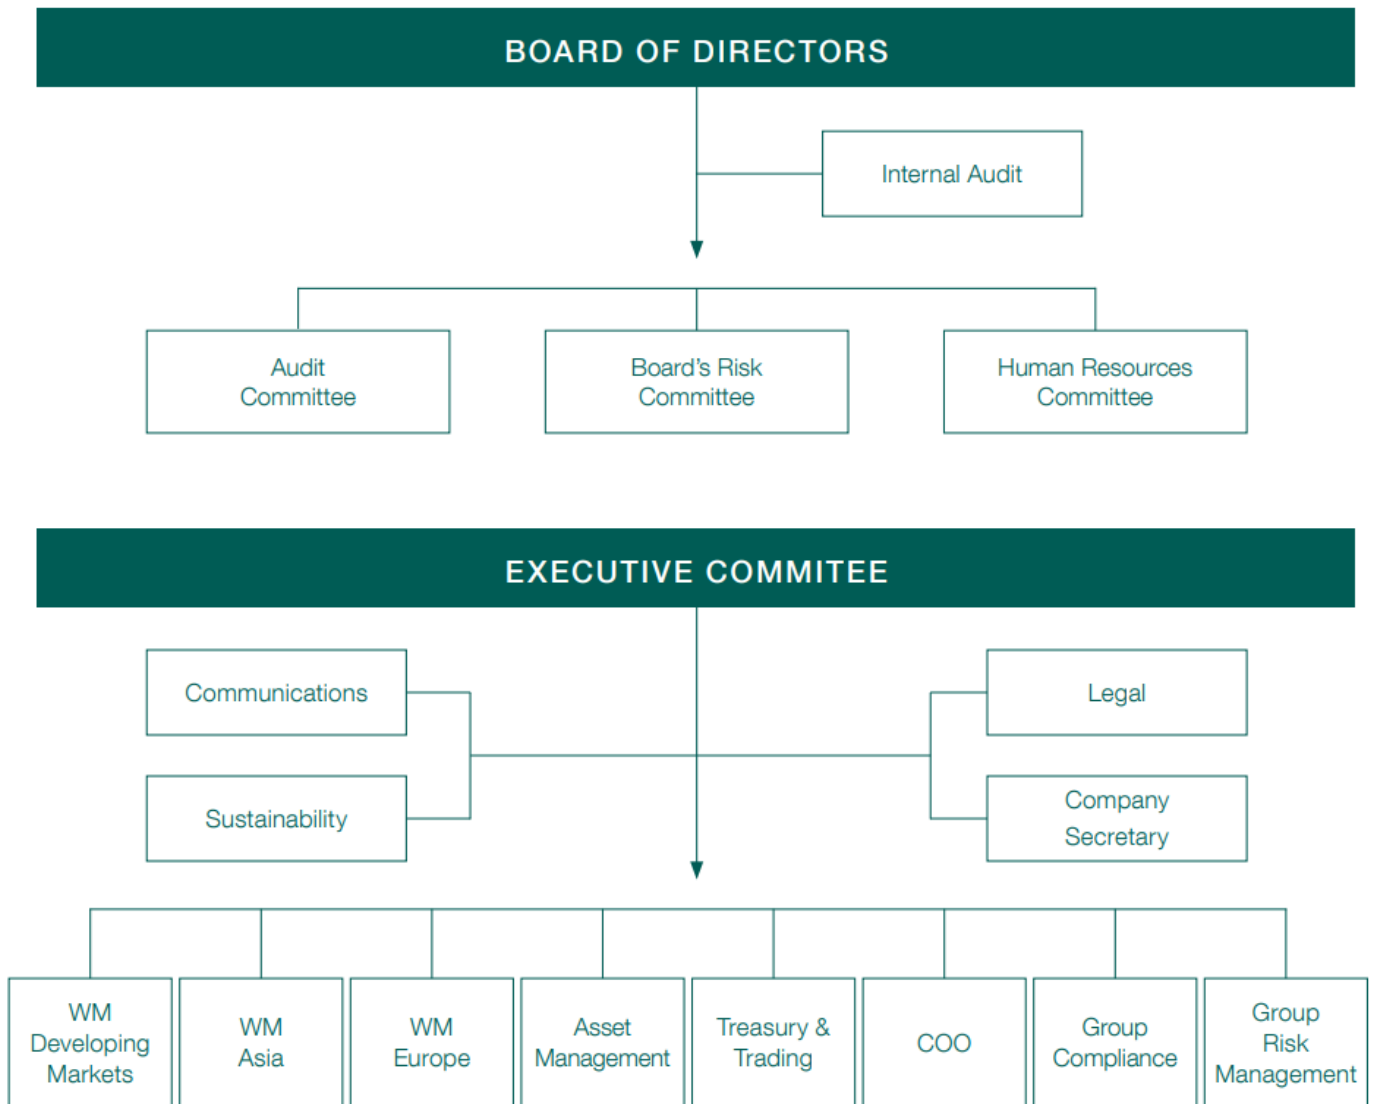 BOARD OF DIRECTORS
Internal Audit
Audit
Committee
Board's Risk
Committee
Human Resources
Committee
EXECUTIVE COMMITEE
Communications
Legal
Sustainability
Company
Secretary
WM
Developing
Markets
WM
Asia
WM
Europe
Asset
Management
Treasury &
Trading
COO
Group
Compliance
Group
Risk
Management